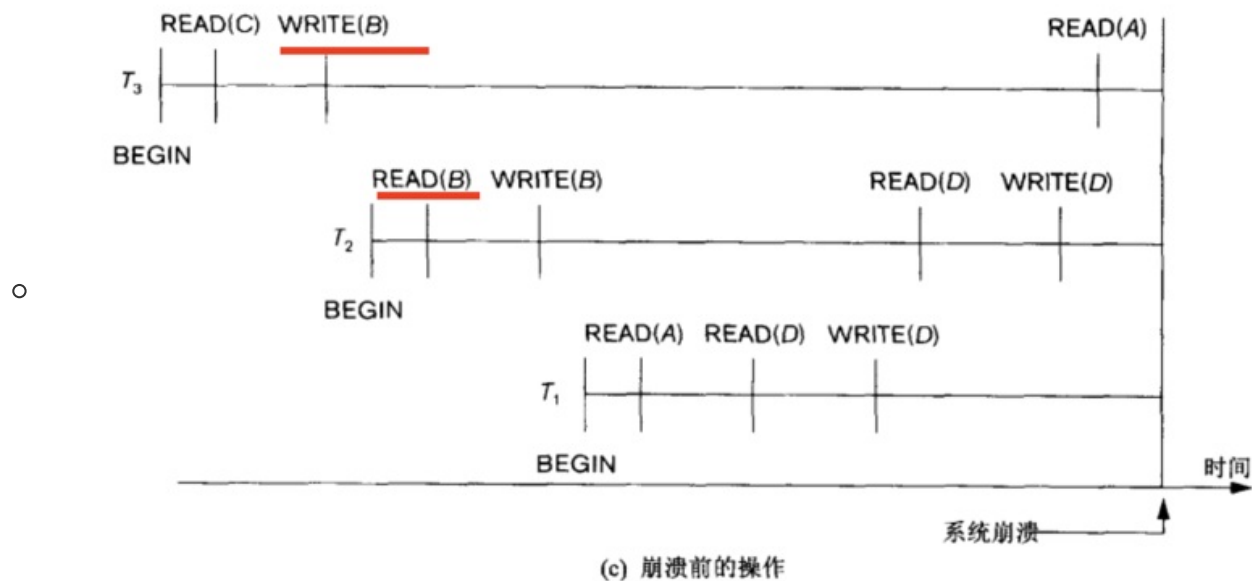 READ(C) WRITE(B) READ(A)
T3
BEGIN
READ(B) WRITE(B) READ(D) WRITE(D)
T2
BEGIN
READ(A) READ(D) WRITE(D)
T1
BEGIN
时间
系统崩溃
(c) 崩溃前的操作